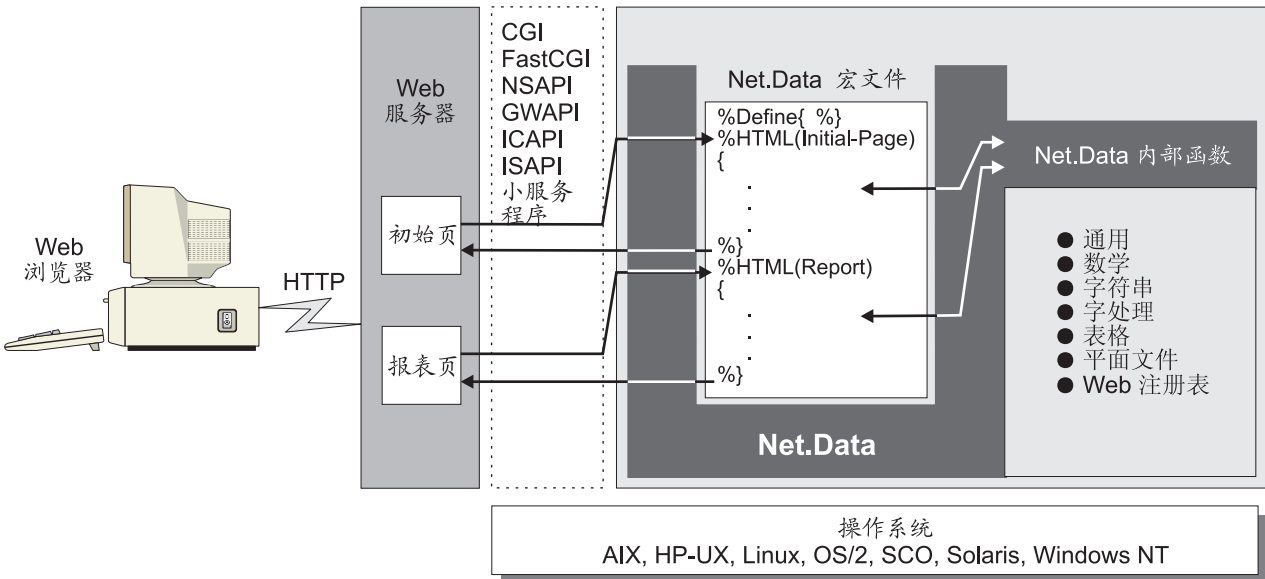 Web
浏览器
HTTP
Web
服务器
初始页
报表页
CGI
FastCGI
NSAPI
GWAPI
ICAPI
ISAPI
小服务
程序
Net.Data 宏文件
%Define{ %}
%HTML(Initial-Page)
{
.
.
.
%}
%HTML(Report)
{
.
.
.
%}
Net.Data
Net.Data 内部函数
● 通用
● 数学
● 字符串
● 字处理
● 表格
● 平面文件
● Web 注册表
操作系统
AIX, HP-UX, Linux, OS/2, SCO, Solaris, Windows NT